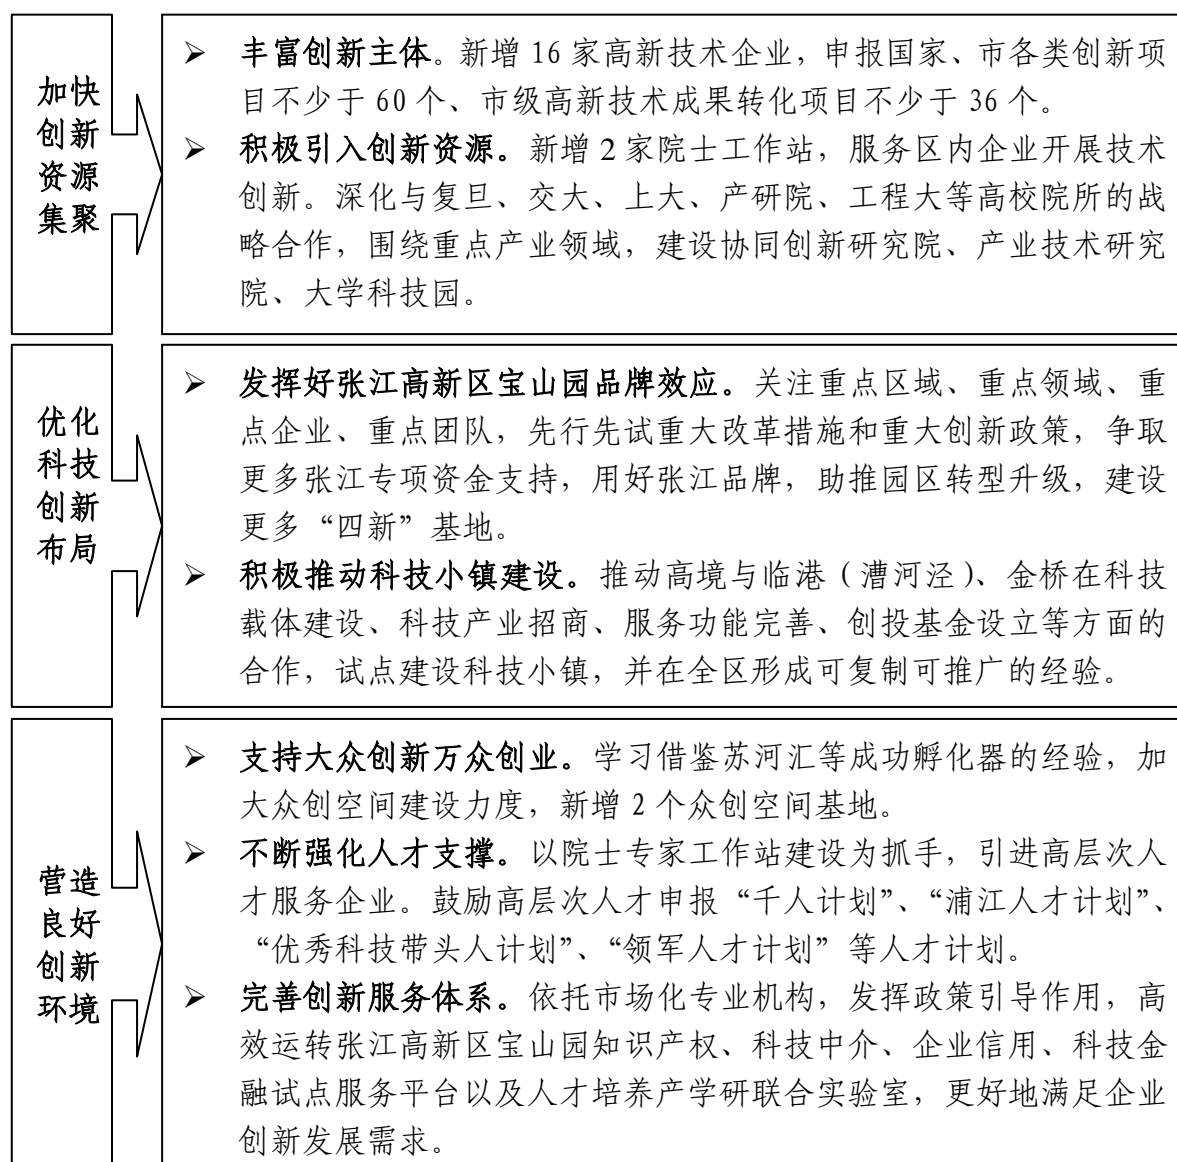 加快
创新
资源
集聚
➢ 丰富创新主体。新增 16 家高新技术企业，申报国家、市各类创新项
目不少于 60 个、市级高新技术成果转化项目不少于 36 个。
➢ 积极引入创新资源。新增 2 家院士工作站，服务区内企业开展技术
创新。深化与复旦、交大、上大、产研院、工程大等高校院所的战
略合作，围绕重点产业领域，建设协同创新研究院、产业技术研究
院、大学科技园。
优化
科技
创新
布局
➢ 发挥好张江高新区宝山园品牌效应。关注重点区域、重点领域、重
点企业、重点团队，先行先试重大改革措施和重大创新政策，争取
更多张江专项资金支持，用好张江品牌，助推园区转型升级，建设
更多“四新”基地。
➢ 积极推动科技小镇建设。推动高境与临港（漕河泾）、金桥在科技
载体建设、科技产业招商、服务功能完善、创投基金设立等方面的
合作，试点建设科技小镇，并在全区形成可复制可推广的经验。
营造
良好
创新
环境
➢ 支持大众创新万众创业。学习借鉴苏河汇等成功孵化器的经验，加
大众创空间建设力度，新增 2 个众创空间基地。
➢ 不断强化人才支撑。以院士专家工作站建设为抓手，引进高层次人
才服务企业。鼓励高层次人才申报“千人计划”、“浦江人才计划”、
“优秀科技带头人计划”、“领军人才计划”等人才计划。
➢ 完善创新服务体系。依托市场化专业机构，发挥政策引导作用，高
效运转张江高新区宝山园知识产权、科技中介、企业信用、科技金
融试点服务平台以及人才培养产学研联合实验室，更好地满足企业
创新发展需求。